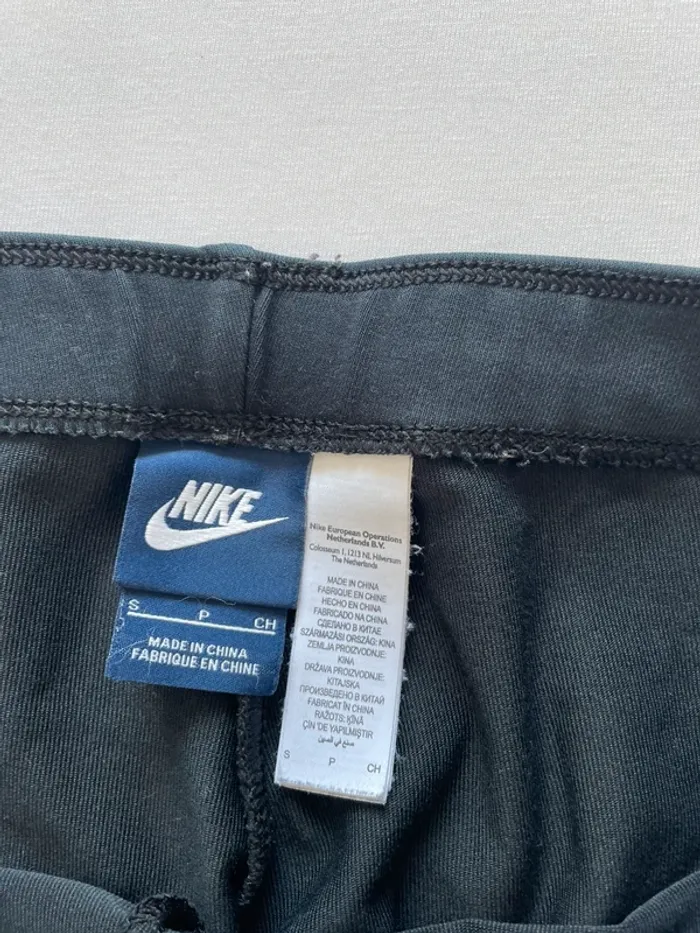 NIKE
S P CH
MADE IN CHINA
FABRIQUE EN CHINE
Nike European Operations
Netherlands B.V.
Colosseum 1, 1213 NL Hilversum
The Netherlands
MADE IN CHINA
FABRIQUE EN CHINE
HECHO EN CHINA
FABRICADO NA CHINA
СДЕЛАНО В КИТАЕ
SZÁRMAZÁSI ORSZÁG: KÍNA
ZEMLJA PROIZVODNJE:
KINA
DRŽAVA PROIZVODNJE:
KITAJSKA
ПРОИЗВЕДЕНО В КИТАЙ
FABRICAT ÎN CHINA
RAŽOTS: ĶĪNĀ
ÇİN'DE YAPILMIŞTIR
صنع في الصين
S P CH